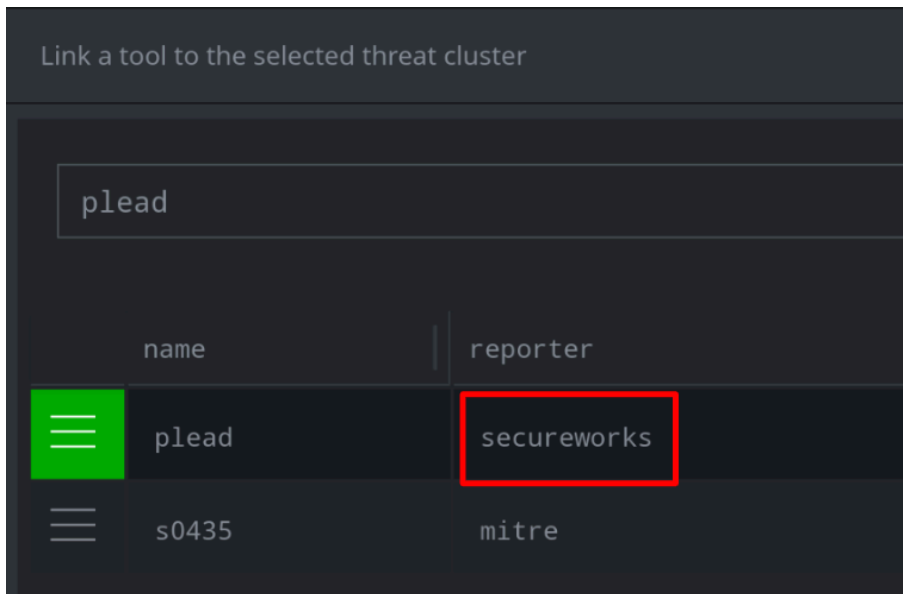 Link a tool to the selected threat cluster
plead
name reporter
plead secureworks
s0435 mitre